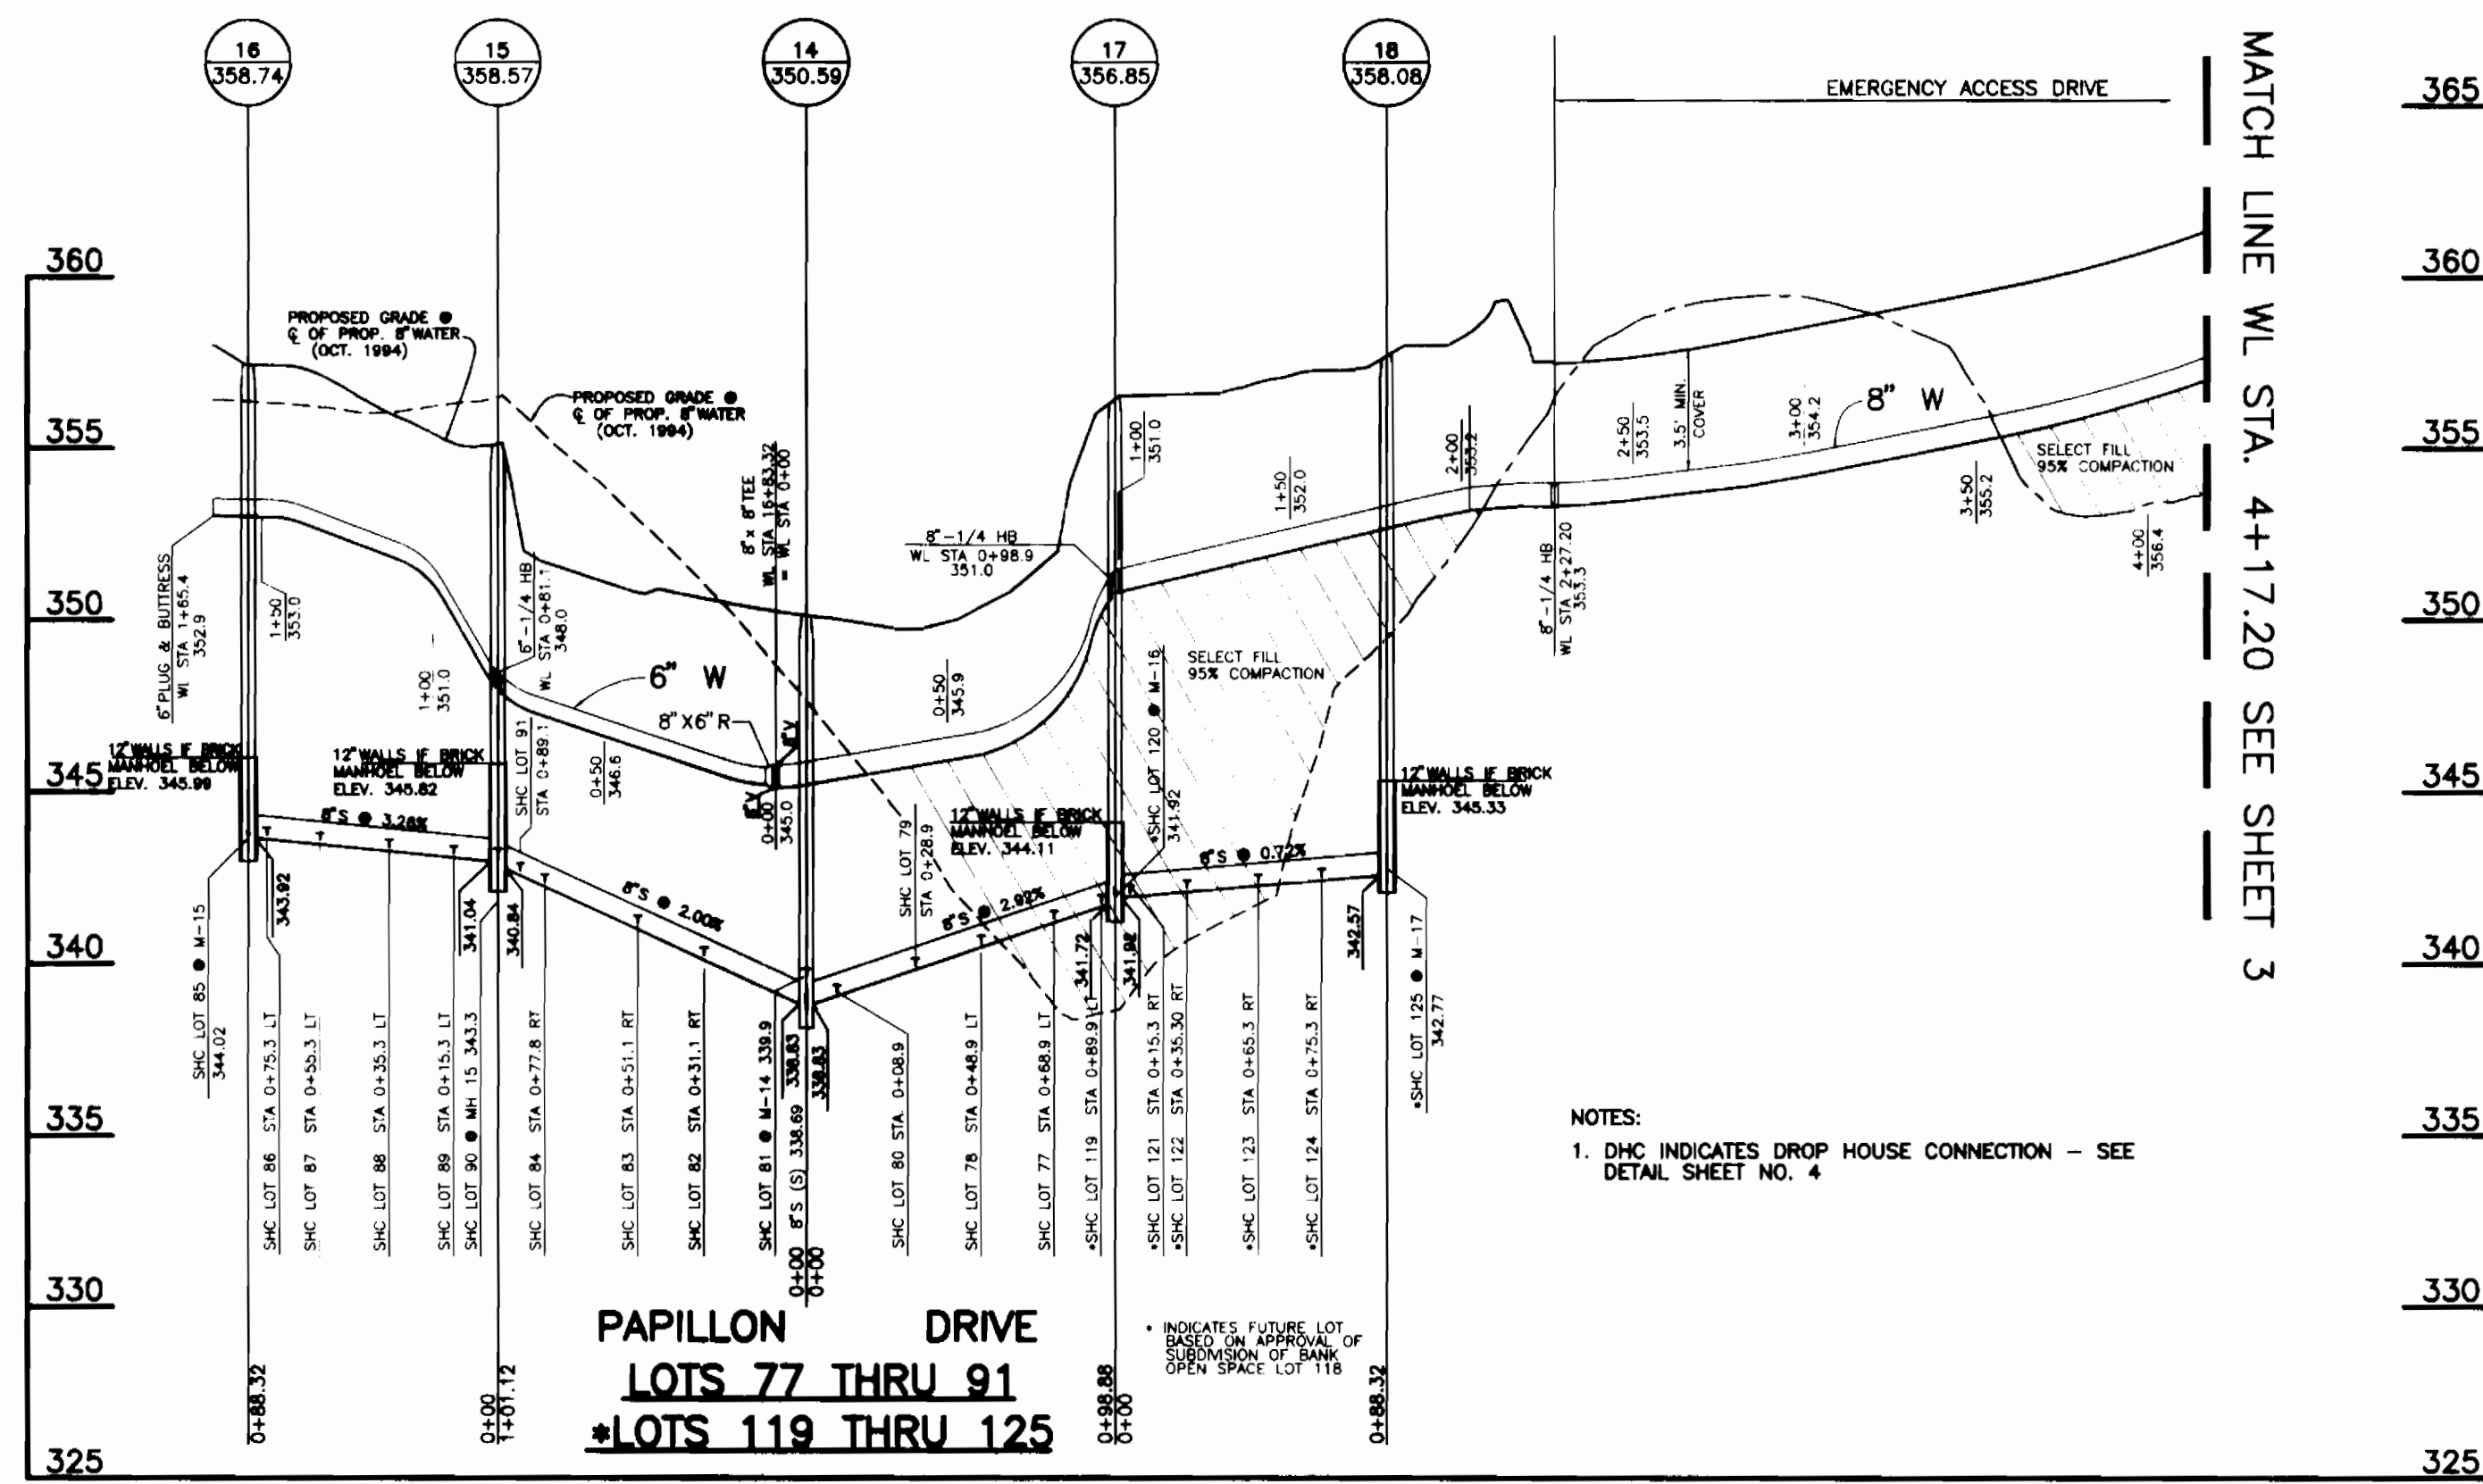 16
358.74
15
358.57
14
350.59
17
356.85
18
358.08
EMERGENCY ACCESS DRIVE
MATCH LINE WL STA. 4+17.20 SEE SHEET 3
365
360
355
350
345
340
335
330
325
365
360
355
350
345
340
335
330
325
PROPOSED GRADE @
℄ OF PROP. 8" WATER
(OCT. 1994)
PROPOSED GRADE @
℄ OF PROP. 8" WATER
(OCT. 1994)
6" PLUG & BUTTRESS
WL STA 1+65.4
352.9
1+50
353.0
1+00
351.0
6"-1/4 HB
WL STA 0+81.1
348.0
6" W
8"X6"R
8" x 8" TEE
WL STA 16+83.32
= WL STA 0+00
8"V
8"V
0+50
346.6
0+00
345.0
0+50
345.9
8"-1/4 HB
WL STA 0+98.9
351.0
1+00
351.0
1+50
352.0
2+00
353.2
8"-1/4 HB
WL STA 2+27.20
353.3
2+50
353.5
3.5' MIN.
COVER
3+00
354.2
8" W
3+50
355.2
4+00
356.4
SELECT FILL
95% COMPACTION
SELECT FILL
95% COMPACTION
12" WALLS IF BRICK
MANHOEL BELOW
ELEV. 345.99
12" WALLS IF BRICK
MANHOEL BELOW
ELEV. 345.82
12" WALLS IF BRICK
MANHOEL BELOW
ELEV. 344.11
12" WALLS IF BRICK
MANHOEL BELOW
ELEV. 345.33
8"S @ 3.26%
8"S @ 2.00%
8"S @ 2.92%
8"S @ 0.72%
SHC LOT 91
STA 0+89.1
SHC LOT 79
STA 0+28.9
*SHC LOT 120 @ M-16
341.92
343.92
341.04
340.84
338.83
338.83
341.72
341.92
342.57
SHC LOT 85 @ M-15
344.02
SHC LOT 86 STA 0+75.3 LT
SHC LOT 87 STA 0+55.3 LT
SHC LOT 88 STA 0+35.3 LT
SHC LOT 89 STA 0+15.3 LT
SHC LOT 90 @ MH 15 343.3
SHC LOT 84 STA 0+77.8 RT
SHC LOT 83 STA 0+51.1 RT
SHC LOT 82 STA 0+31.1 RT
SHC LOT 81 @ M-14 339.9
0+00 8"S (S) 338.69
0+00
SHC LOT 80 STA. 0+08.9
SHC LOT 78 STA 0+48.9 LT
SHC LOT 77 STA 0+68.9 LT
*SHC LOT 119 STA 0+89.9 LT
*SHC LOT 121 STA 0+15.3 RT
*SHC LOT 122 STA 0+35.30 RT
*SHC LOT 123 STA 0+65.3 RT
*SHC LOT 124 STA 0+75.3 RT
*SHC LOT 125 @ M-17
342.77
NOTES:
1. DHC INDICATES DROP HOUSE CONNECTION – SEE
DETAIL SHEET NO. 4
* INDICATES FUTURE LOT
BASED ON APPROVAL OF
SUBDIVISION OF BANK
OPEN SPACE LOT 118
0+88.32
0+00
1+01.12
0+98.88
0+00
0+88.32
PAPILLON DRIVE
LOTS 77 THRU 91
*LOTS 119 THRU 125